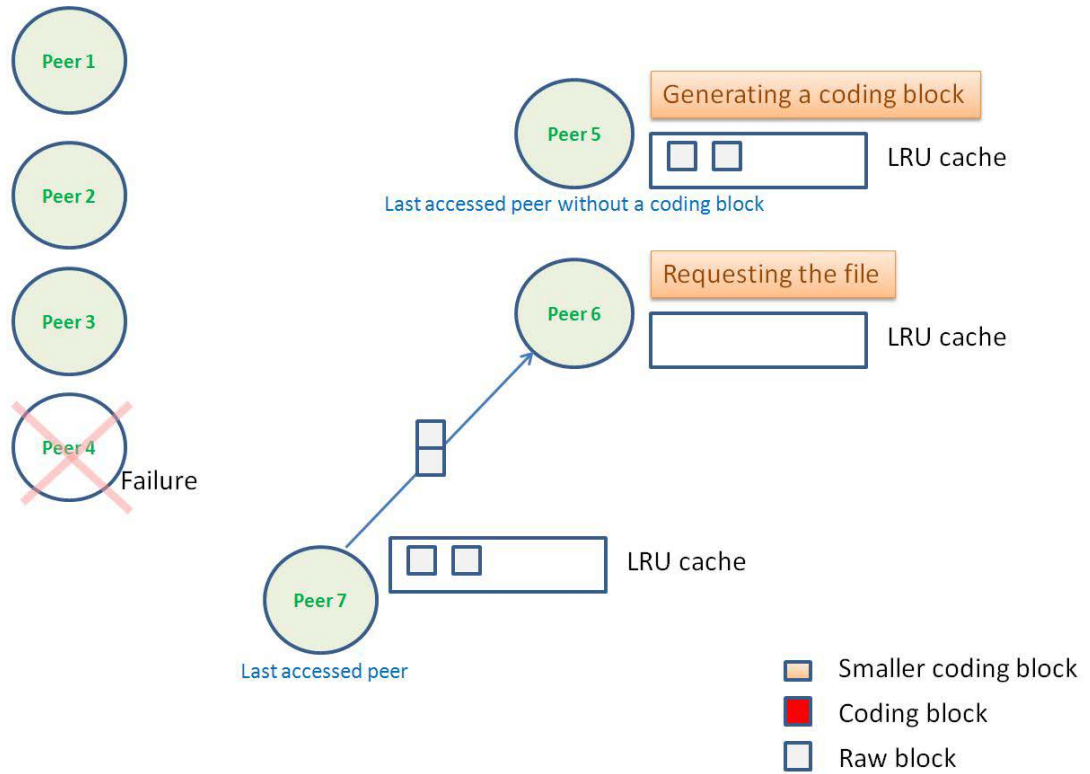 Peer 1
Generating a coding block
Peer 5
LRU cache
Peer 2
Last accessed peer without a coding block
Requesting the file
Peer 3
Peer 6
LRU cache
Peer 4
Failure
LRU cache
Peer 7
Last accessed peer
Smaller coding block
Coding block
Raw block